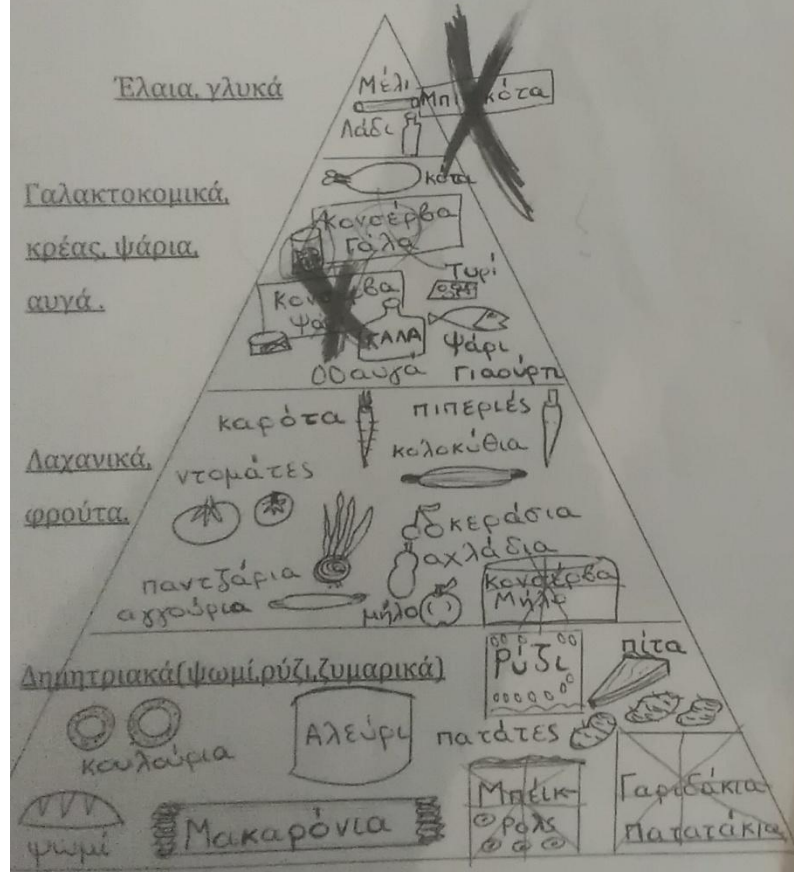 Έλαια, γλυκά
Μέλι
Μπισκότα
Λάδι
κότα
Γαλακτοκομικά,
κρέας, ψάρια,
αυγά .
Κονσέρβα
Γάλα
Τυρί
Κονσέρβα
Ψάρι
ΓΑΛΑ
ψάρι
αυγά
γιαούρτι
Λαχανικά,
φρούτα.
καρότα
πιπεριές
κολοκύθια
ντομάτες
κεράσια
αχλάδια
παντζάρια
αγγούρια
μήλο
Κονσέρβα
Μήλο
Δημητριακά(ψωμί,ρύζι,ζυμαρικά)
Ρύζι
πίτα
κουλούρια
Αλεύρι
πατάτες
ψωμί
Μακαρόνια
Μπέικ-
ρολς
Γαριδάκια
Πατατάκια